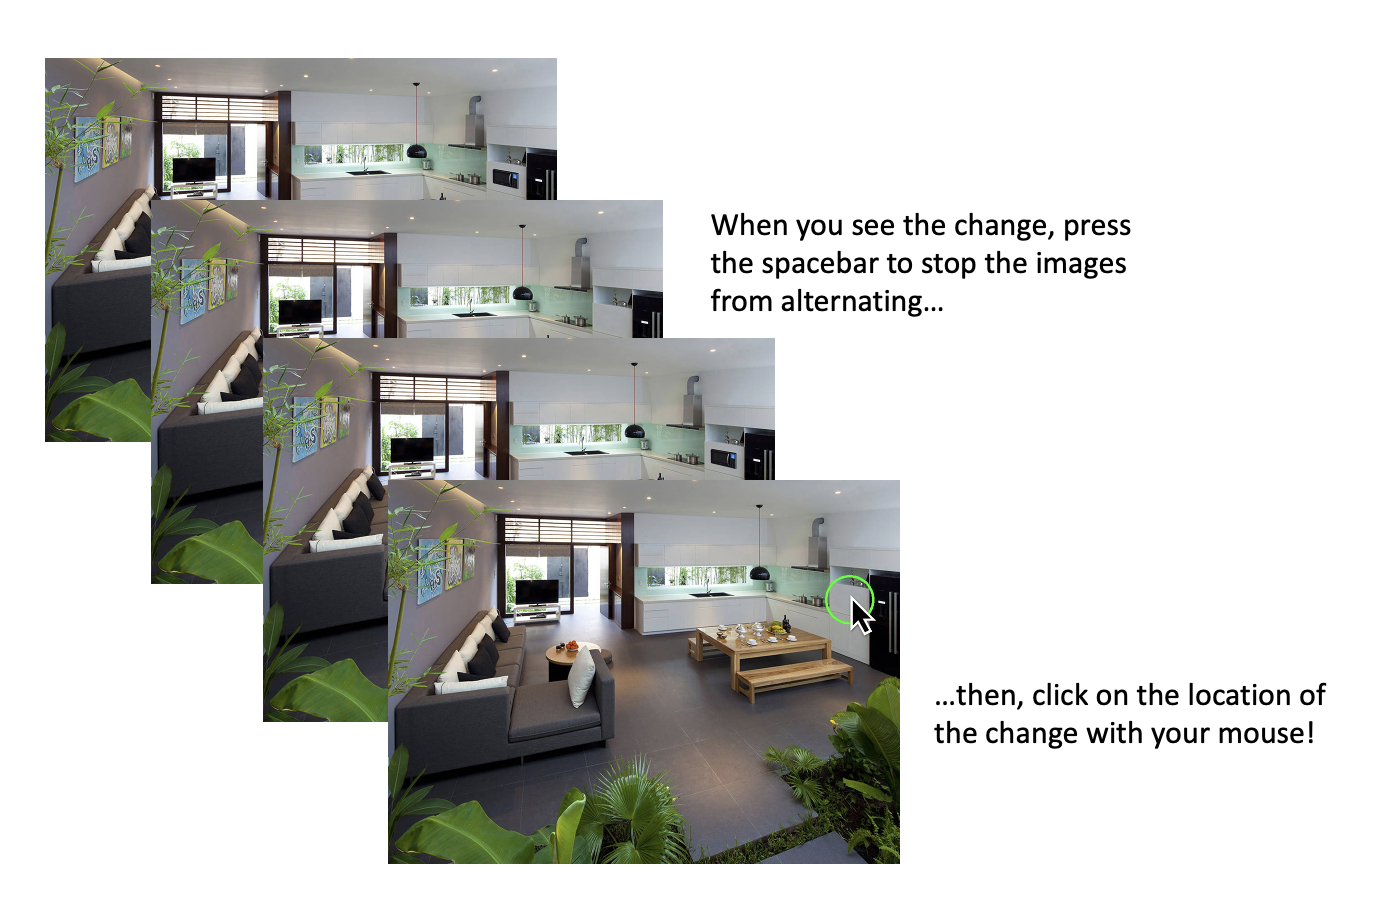 When you see the change, press
the spacebar to stop the images
from alternating...
...then, click on the location of
the change with your mouse!